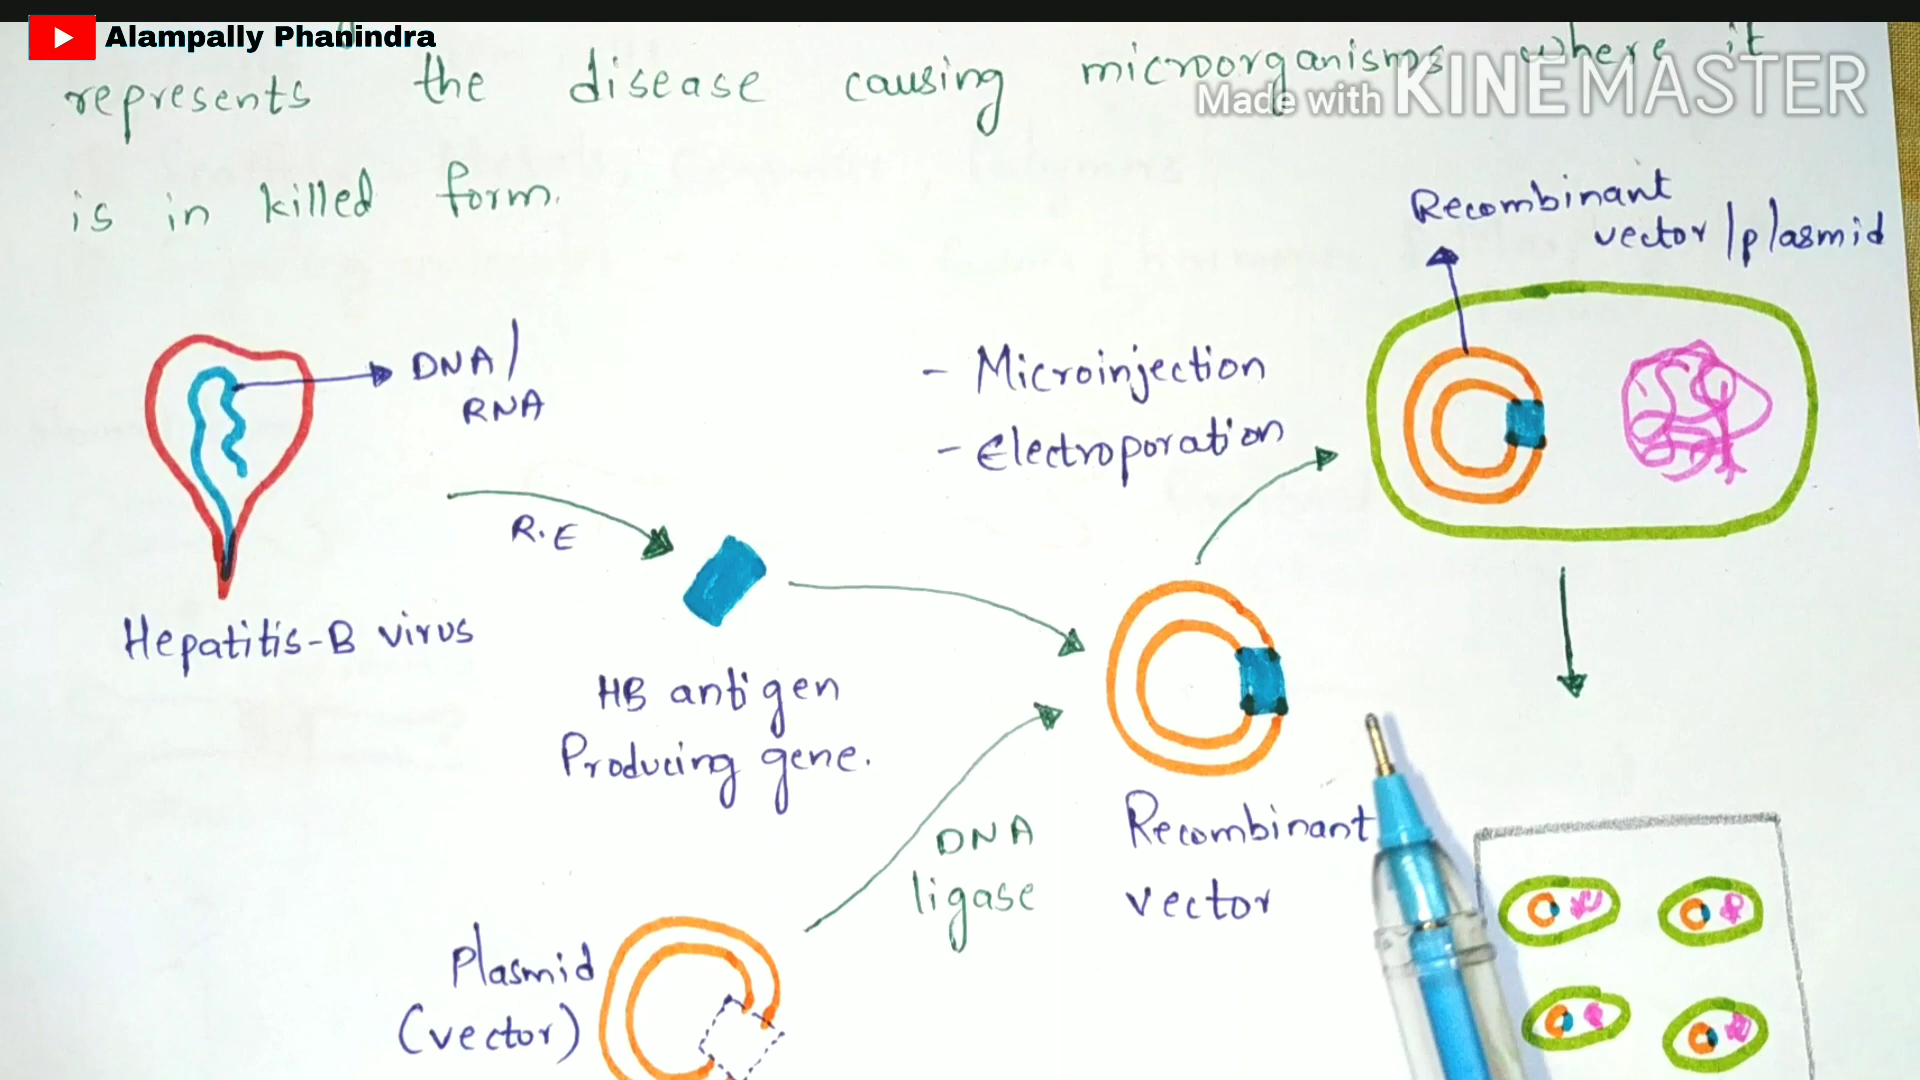 Alampally Phanindra
represents the disease causing microorganisms where it
Made with KINEMASTER
is in killed form.
Recombinant
vector/plasmid
DNA/
RNA
- Microinjection
- Electroporation
R.E
Hepatitis-B virus
HB antigen
Producing gene.
DNA
ligase
Recombinant
vector
Plasmid
(vector)